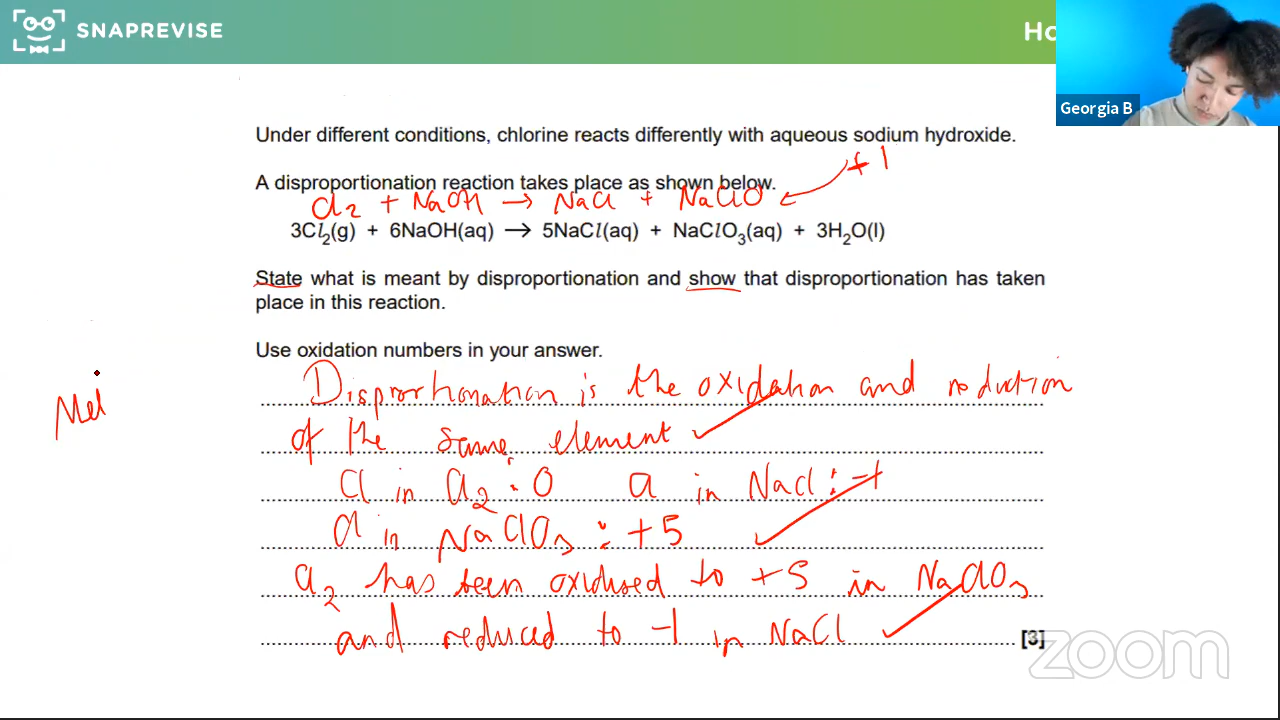 SNAPREVISE
Ho
Georgia B
Under different conditions, chlorine reacts differently with aqueous sodium hydroxide.
+1
A disproportionation reaction takes place as shown below.
Cl2 + NaOH → NaCl + NaClO
3Cl2(g) + 6NaOH(aq) → 5NaCl(aq) + NaClO3(aq) + 3H2O(l)
State what is meant by disproportionation and show that disproportionation has taken
place in this reaction.
Use oxidation numbers in your answer.
Disprortionation is the oxidation and reduction
of the same element
Cl in Cl2 : 0 Cl in NaCl : -1
Cl in NaClO3 : +5
Cl2 has been oxidised to +5 in NaClO3
and reduced to -1 in NaCl
[3]
zoom